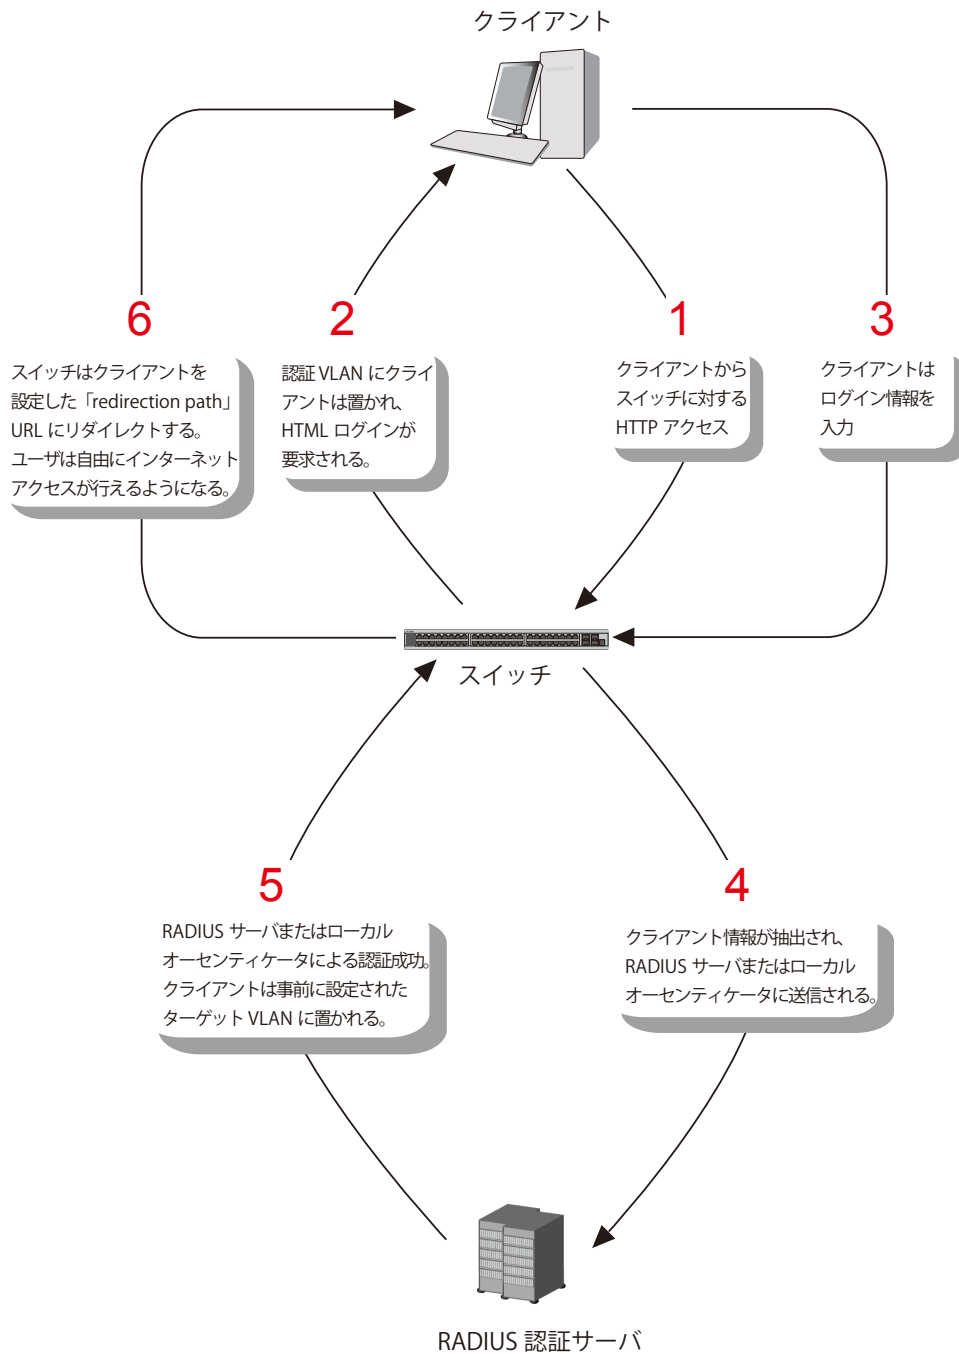 クライアント
6
スイッチはクライアントを
設定した「redirection path」
URL にリダイレクトする。
ユーザは自由にインターネット
アクセスが行えるようになる。
2
認証 VLAN にクライ
アントは置かれ、
HTML ログインが
要求される。
1
クライアントから
スイッチに対する
HTTP アクセス
3
クライアントは
ログイン情報を
入力
スイッチ
5
RADIUS サーバまたはローカル
オーセンティケータによる認証成功。
クライアントは事前に設定された
ターゲット VLAN に置かれる。
4
クライアント情報が抽出され、
RADIUS サーバまたはローカル
オーセンティケータに送信される。
RADIUS 認証サーバ